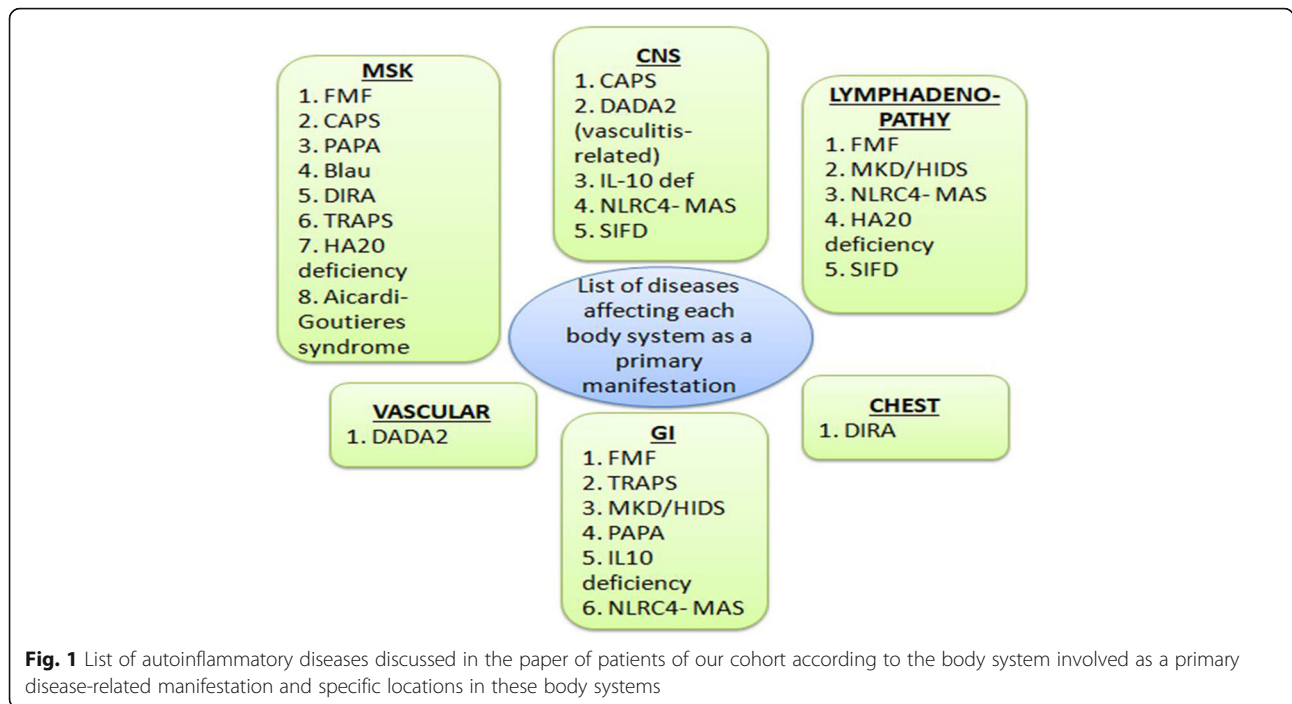 MSK
1. FMF
2. CAPS
3. PAPA
4. Blau
5. DIRA
6. TRAPS
7. HA20
deficiency
8. Aicardi-
Goutieres
syndrome
CNS
1. CAPS
2. DADA2
(vasculitis-
related)
3. IL-10 def
4. NLRC4- MAS
5. SIFD
LYMPHADENO-
PATHY
1. FMF
2. MKD/HIDS
3. NLRC4- MAS
4. HA20
deficiency
5. SIFD
List of diseases
affecting each
body system as a
primary
manifestation
VASCULAR
1. DADA2
GI
1. FMF
2. TRAPS
3. MKD/HIDS
4. PAPA
5. IL10
deficiency
6. NLRC4- MAS
CHEST
1. DIRA
Fig. 1 List of autoinflammatory diseases discussed in the paper of patients of our cohort according to the body system involved as a primary
disease-related manifestation and specific locations in these body systems